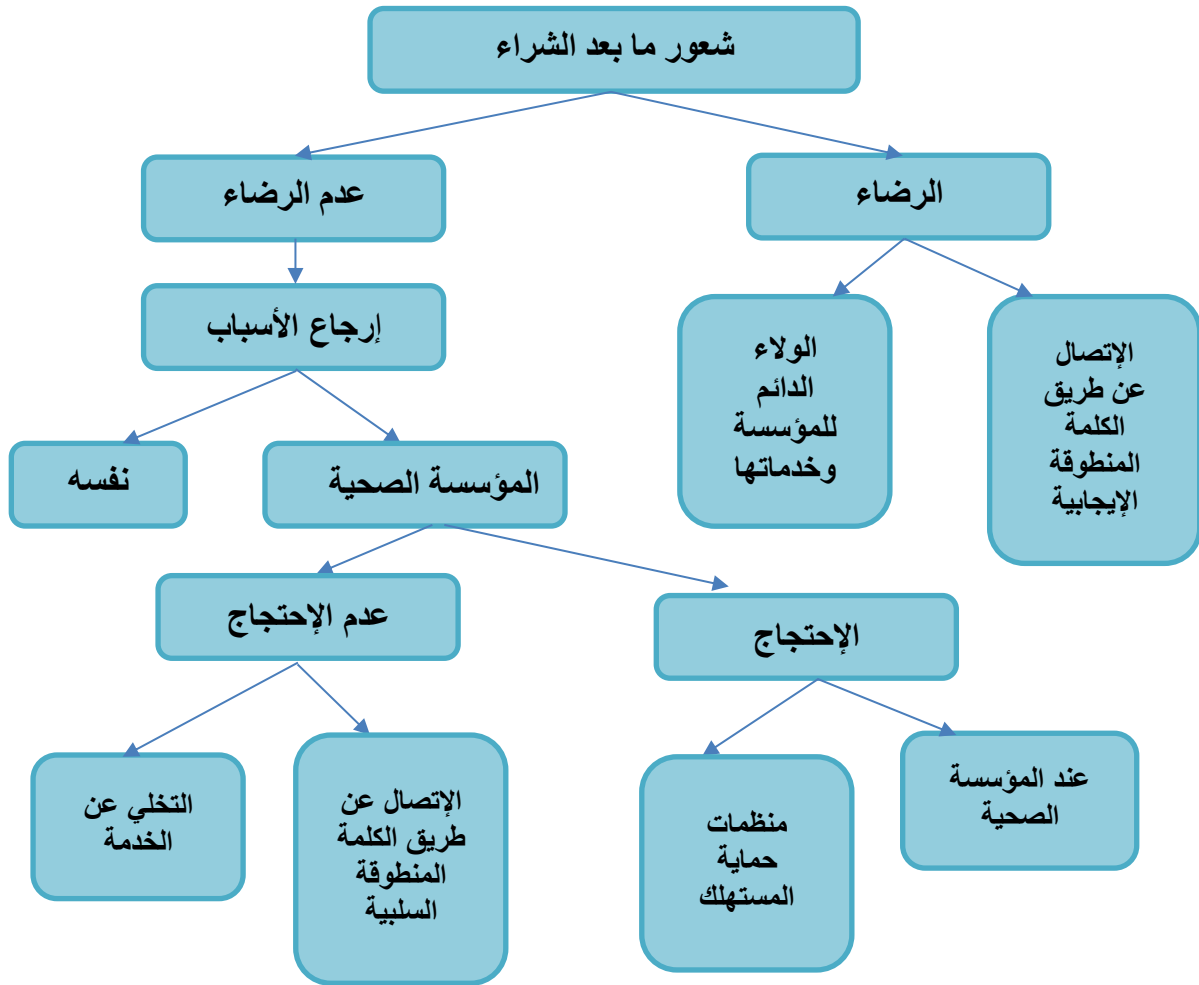 شعور ما بعد الشراء
الرضاء
عدم الرضاء
إرجاع الأسباب
الإتصال
عن طريق
الكلمة
المنطوقة
الإيجابية
الولاء
الدائم
للمؤسسة
وخدماتها
المؤسسة الصحية
نفسه
الإحتجاج
عدم الإحتجاج
عند المؤسسة
الصحية
منظمات
حماية
المستهلك
الإتصال عن
طريق الكلمة
المنطوقة
السلبية
التخلي عن
الخدمة